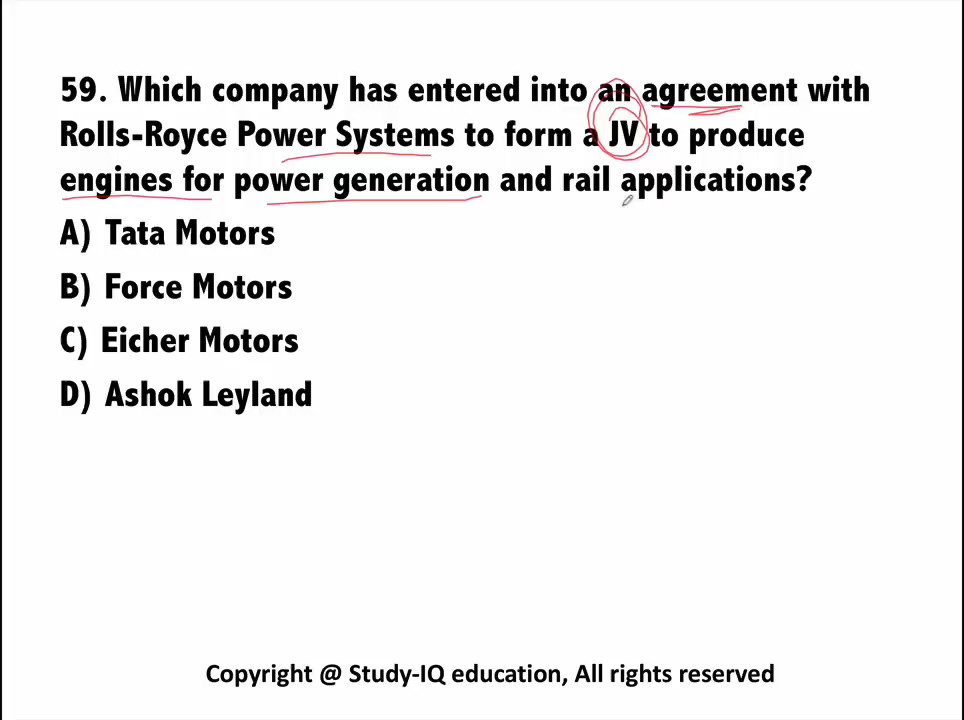 59. Which company has entered into an agreement with
Rolls-Royce Power Systems to form a JV to produce
engines for power generation and rail applications?
A) Tata Motors
B) Force Motors
C) Eicher Motors
D) Ashok Leyland
Copyright @ Study-IQ education, All rights reserved